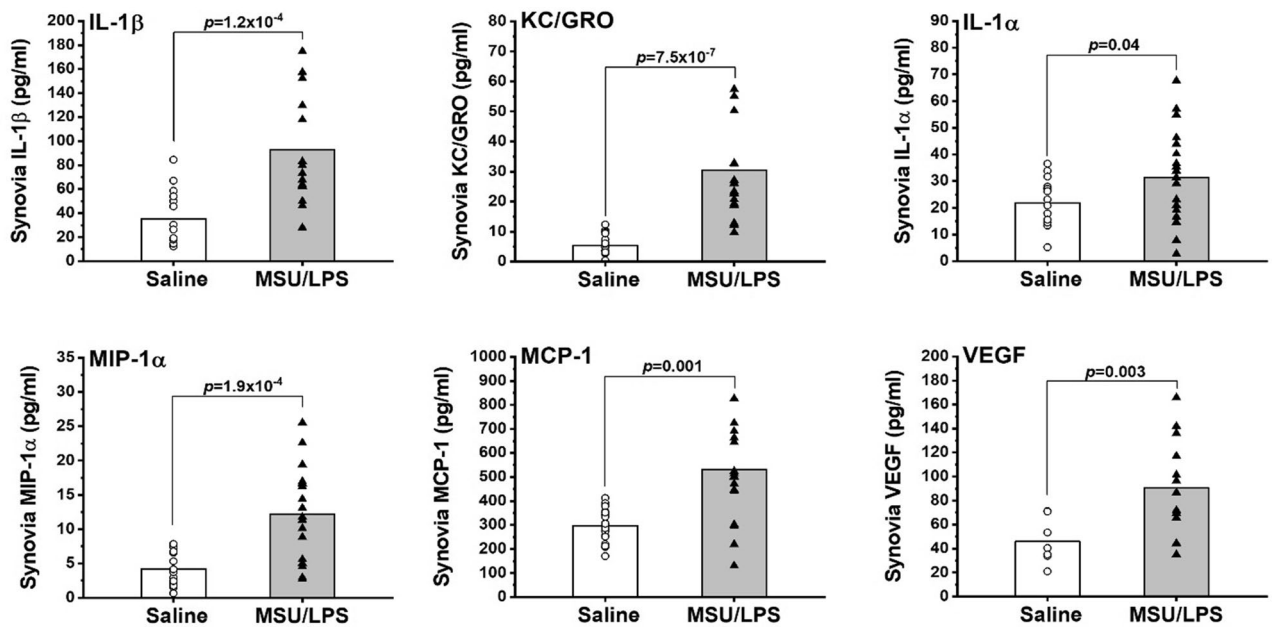 IL-1β
p=1.2x10⁻⁴
Synovia IL-1β (pg/ml)
200
180
160
140
120
100
80
60
40
20
0
Saline MSU/LPS
KC/GRO
p=7.5x10⁻⁷
Synovia KC/GRO (pg/ml)
80
70
60
50
40
30
20
10
0
Saline MSU/LPS
IL-1α
p=0.04
Synovia IL-1α (pg/ml)
90
80
70
60
50
40
30
20
10
0
Saline MSU/LPS
MIP-1α
p=1.9x10⁻⁴
Synovia MIP-1α (pg/ml)
35
30
25
20
15
10
5
0
Saline MSU/LPS
MCP-1
p=0.001
Synovia MCP-1 (pg/ml)
1000
900
800
700
600
500
400
300
200
100
0
Saline MSU/LPS
VEGF
p=0.003
Synovia VEGF (pg/ml)
200
180
160
140
120
100
80
60
40
20
0
Saline MSU/LPS